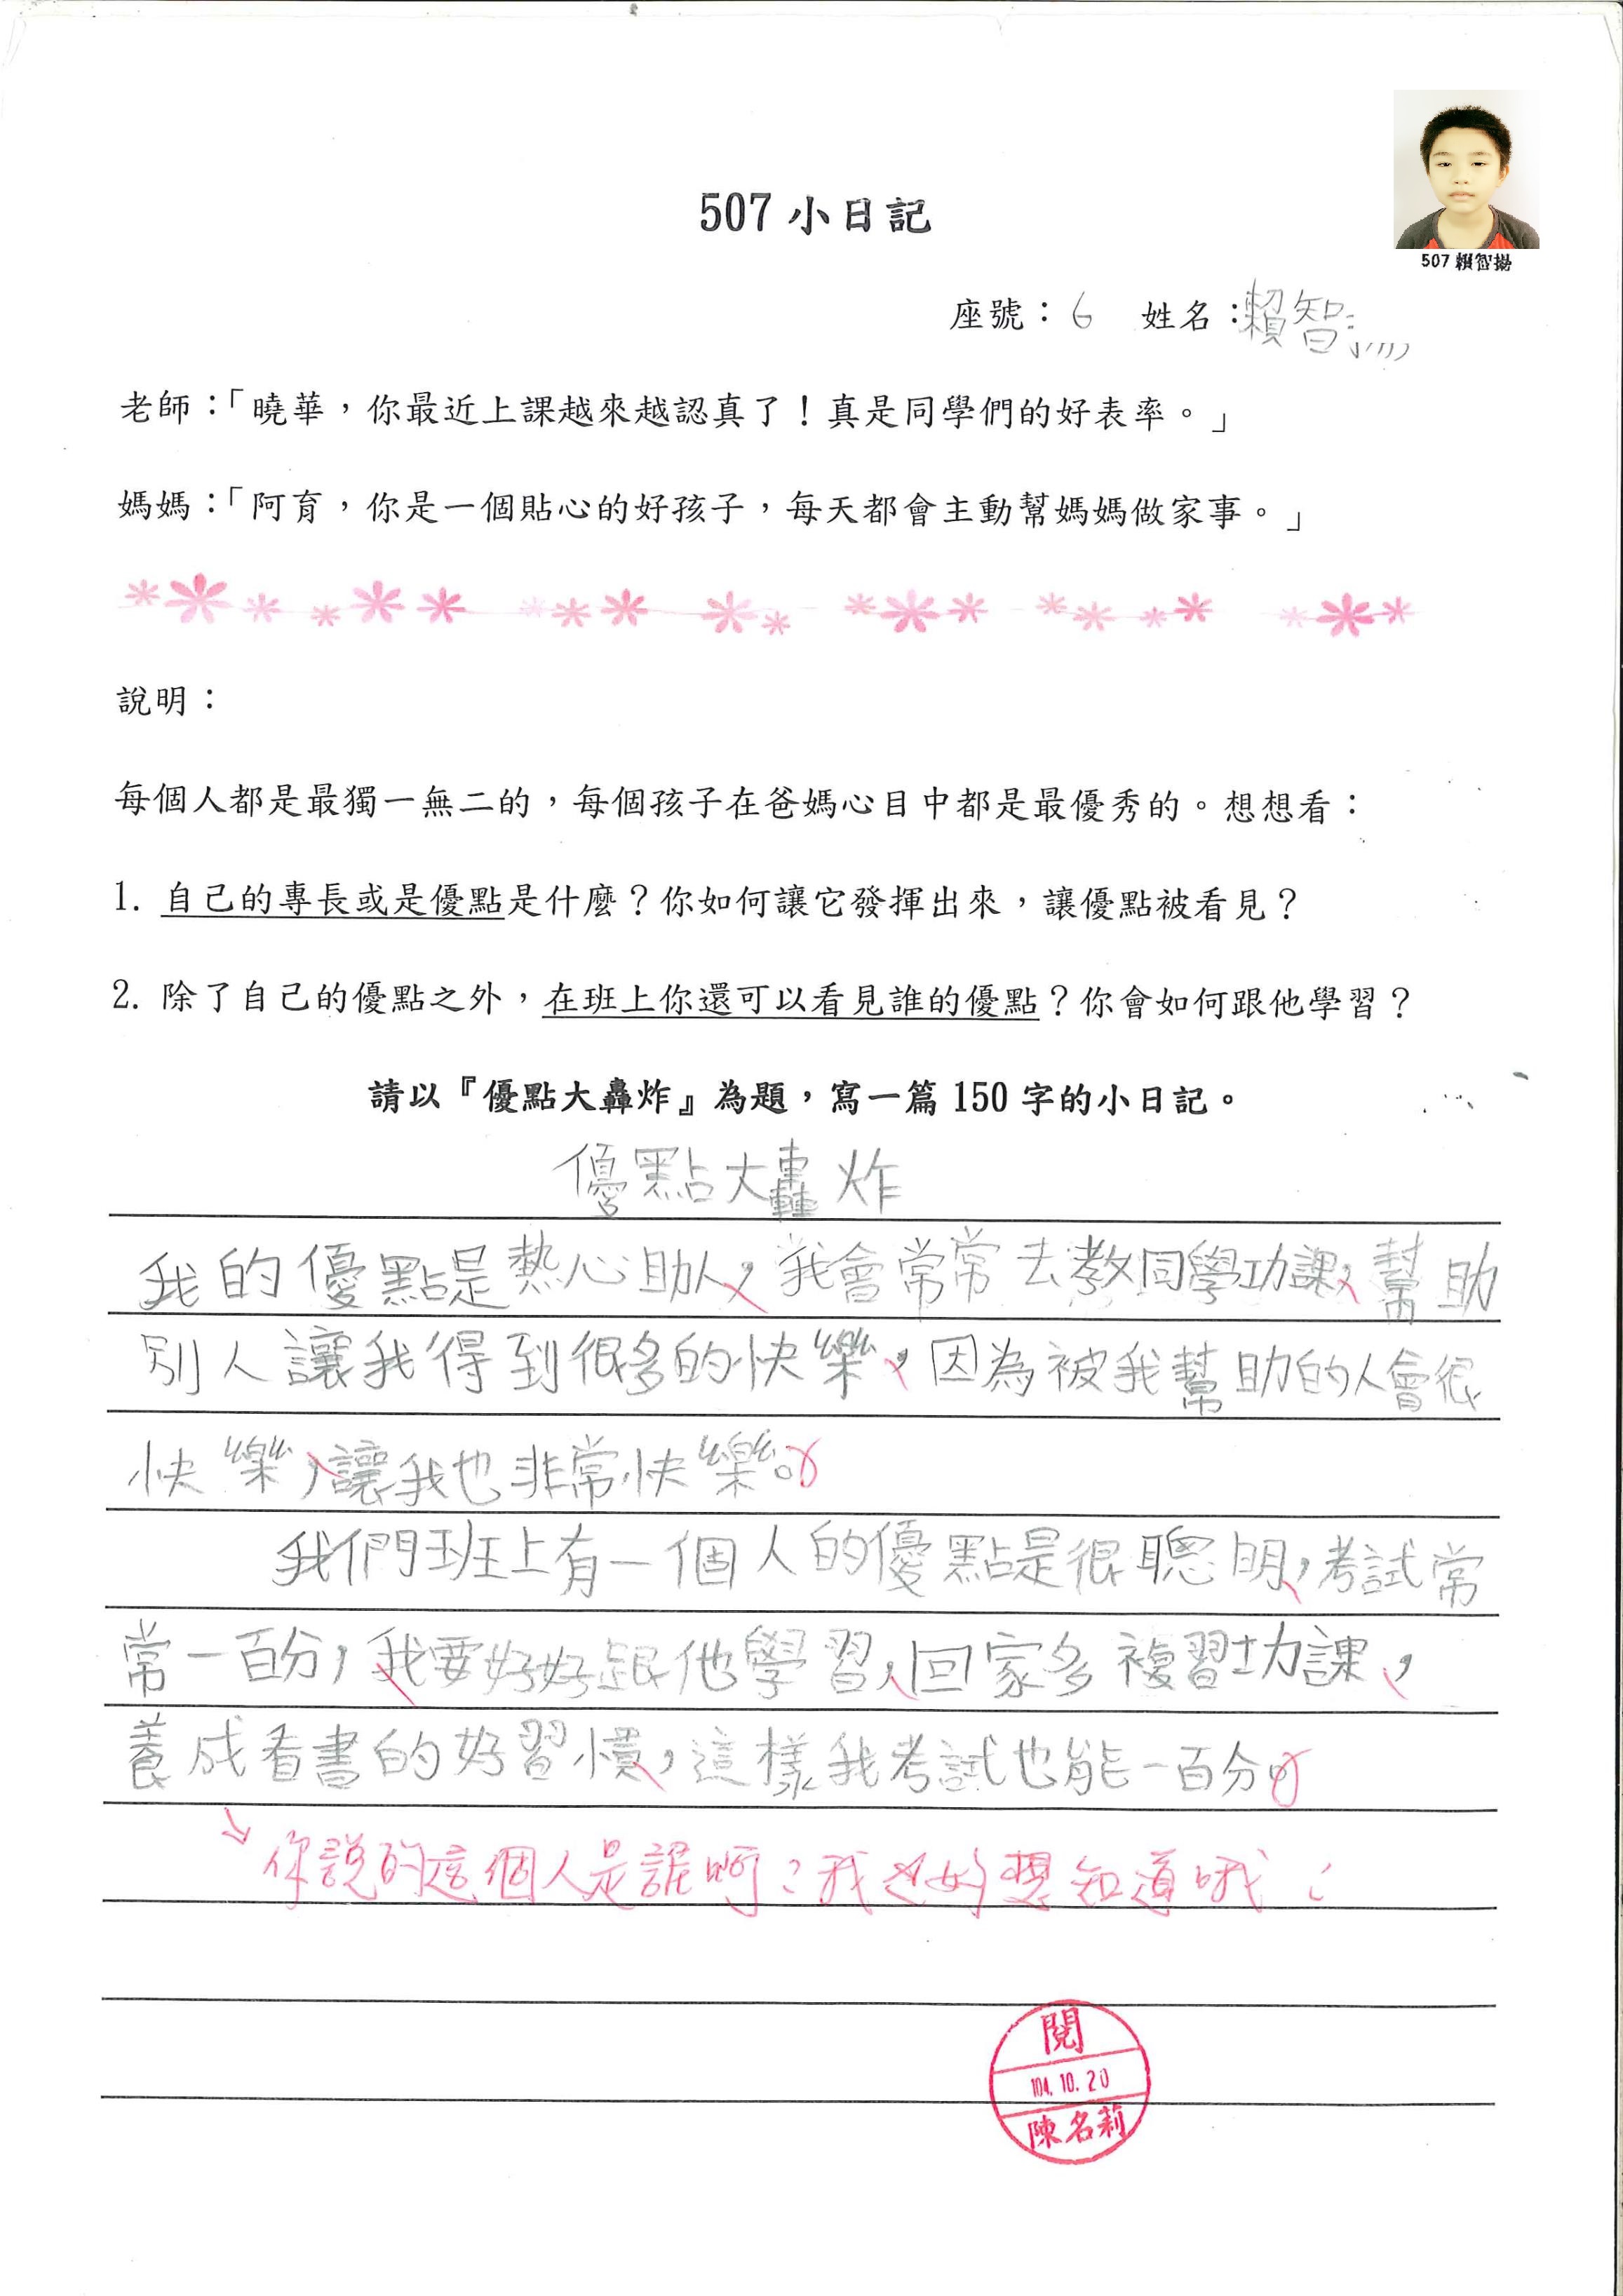 507 小日記
507 賴智揚
座號：6 姓名：賴智
老師：「曉華，你最近上課越來越認真了！真是同學們的好表率。」
媽媽：「阿育，你是一個貼心的好孩子，每天都會主動幫媽媽做家事。」
說明：
每個人都是最獨一無二的，每個孩子在爸媽心目中都是最優秀的。想想看：
1. 自己的專長或是優點是什麼？你如何讓它發揮出來，讓優點被看見？
2. 除了自己的優點之外，在班上你還可以看見誰的優點？你會如何跟他學習？
請以『優點大轟炸』為題，寫一篇 150 字的小日記。
優點大轟炸
我的優點是熱心助人，我會常常去教同學功課，幫助
別人讓我得到很多的快樂，因為被我幫助的人會很
快樂，讓我也非常快樂。
我們班上有一個人的優點是很聰明，考試常
常一百分，我要好好跟他學習，回家多複習功課，
養成看書的好習慣，這樣我考試也能一百分。
你說的這個人是誰啊？我也好想知道哦！
閱
104.10.20
陳名莉